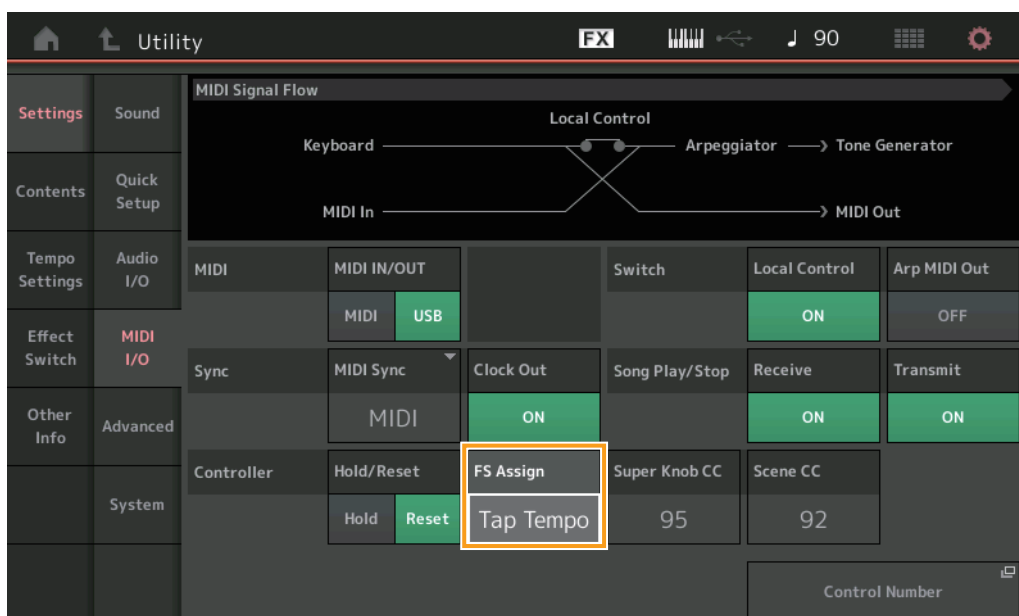 Utility FX 90
Settings
Sound
Contents
Quick
Setup
Tempo
Settings
Audio
I/O
Effect
Switch
MIDI
I/O
Other
Info
Advanced
System
MIDI Signal Flow
Local Control
Keyboard Arpeggiator Tone Generator
MIDI In MIDI Out
MIDI MIDI IN/OUT Switch Local Control Arp MIDI Out
MIDI USB ON OFF
Sync MIDI Sync Clock Out Song Play/Stop Receive Transmit
MIDI ON ON ON
Controller Hold/Reset FS Assign Super Knob CC Scene CC
Hold Reset Tap Tempo 95 92
Control Number